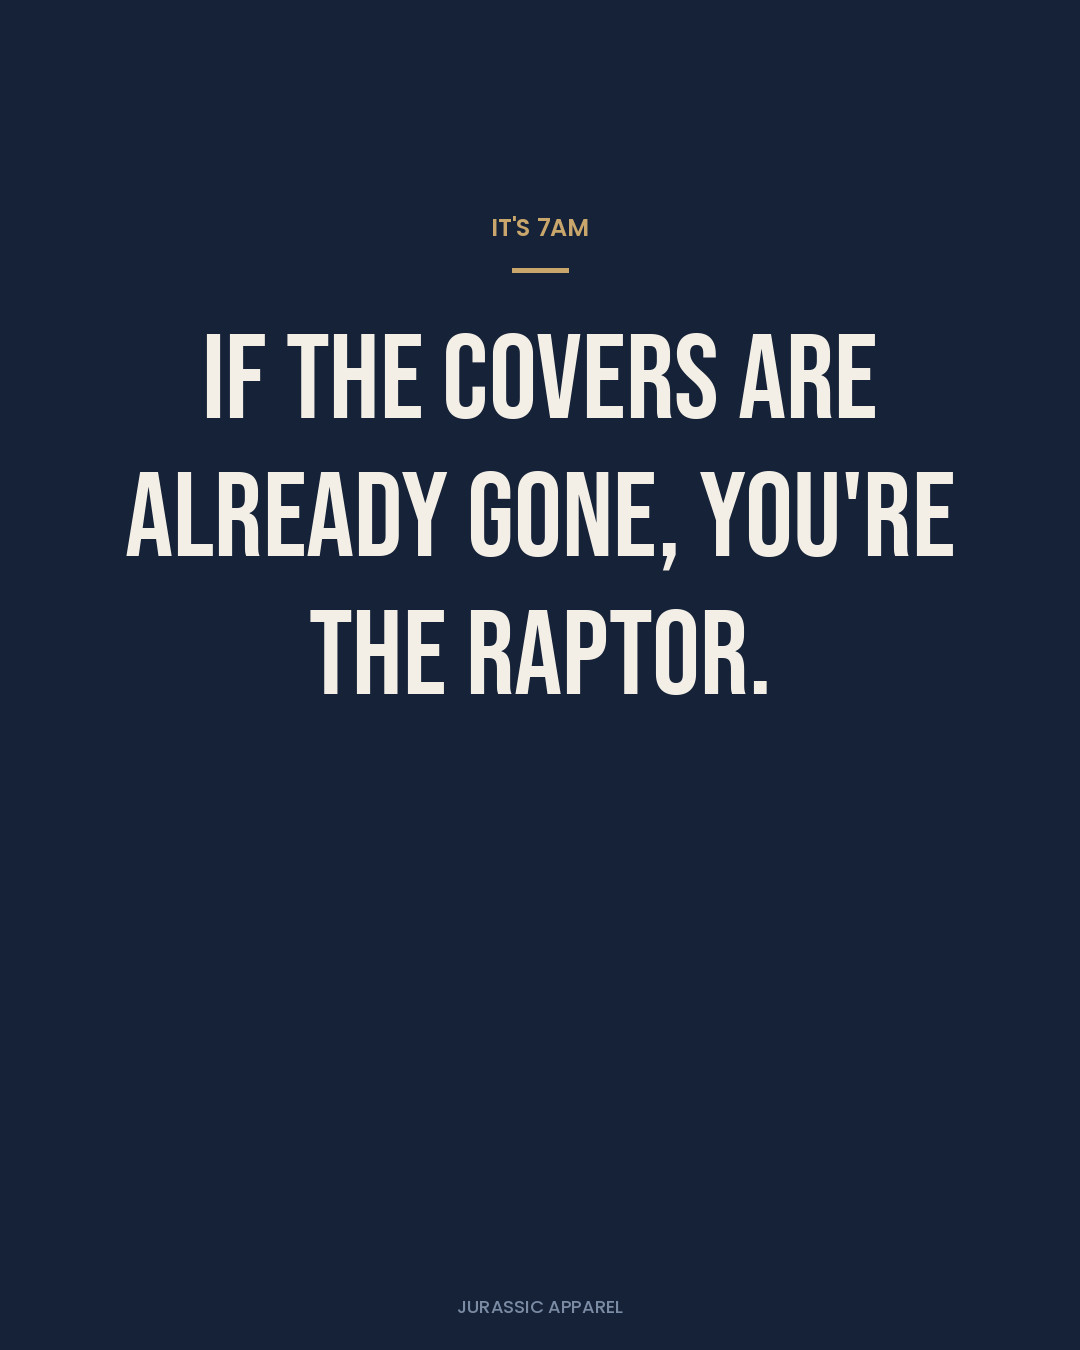 IT'S 7AM
IF THE COVERS ARE
ALREADY GONE, YOU'RE
THE RAPTOR.
JURASSIC APPAREL